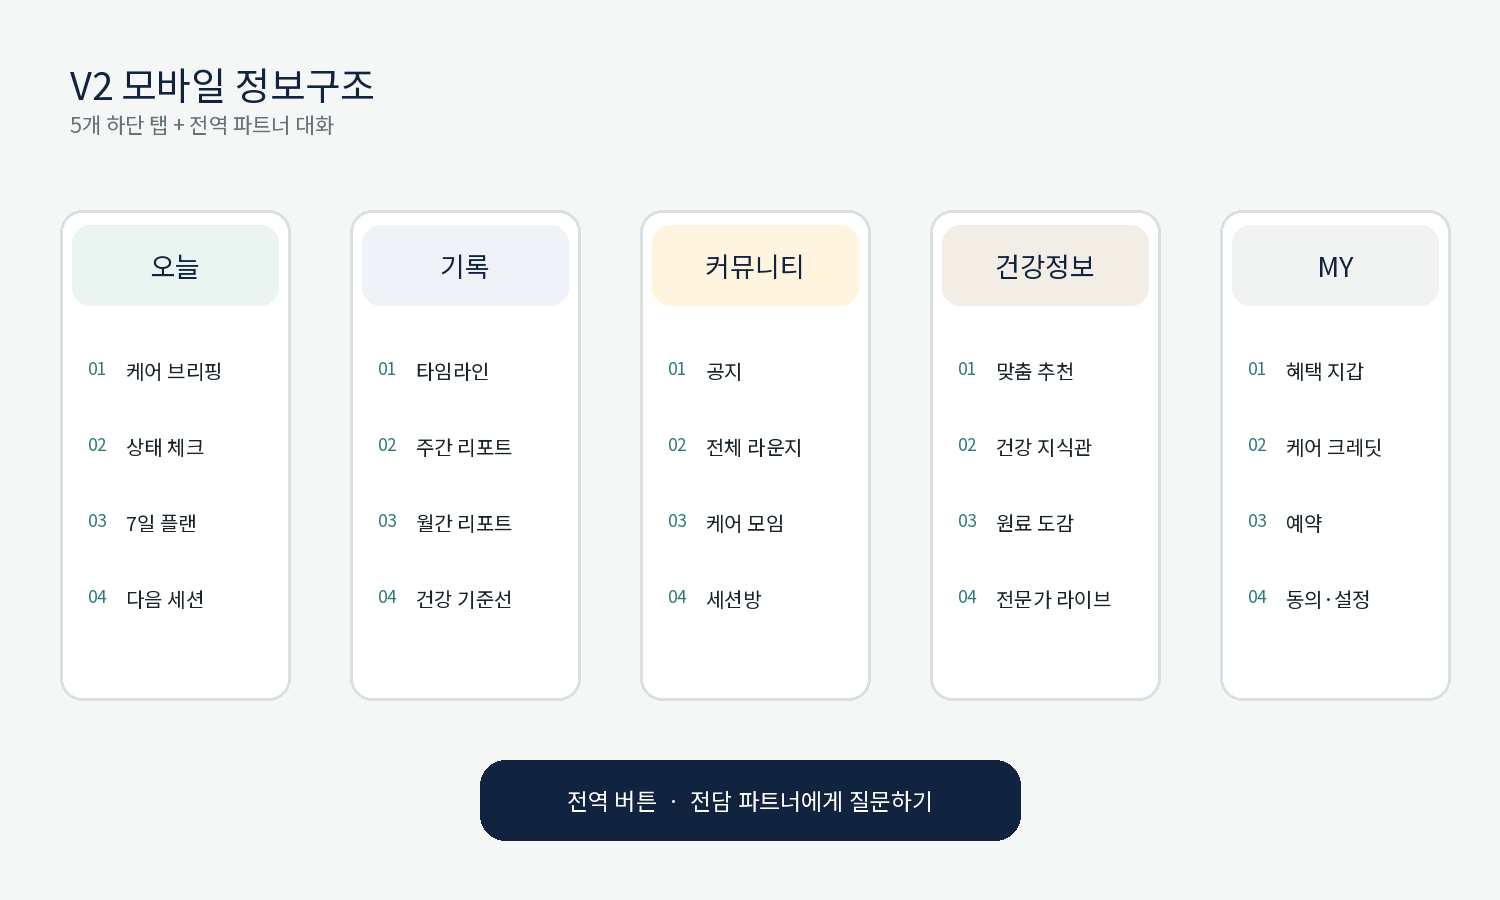 V2 모바일 정보구조
5개 하단 탭 + 전역 파트너 대화
오늘
01 케어 브리핑
02 상태 체크
03 7일 플랜
04 다음 세션
기록
01 타임라인
02 주간 리포트
03 월간 리포트
04 건강 기준선
커뮤니티
01 공지
02 전체 라운지
03 케어 모임
04 세션방
건강정보
01 맞춤 추천
02 건강 지식관
03 원료 도감
04 전문가 라이브
MY
01 혜택 지갑
02 케어 크레딧
03 예약
04 동의·설정
전역 버튼 · 전담 파트너에게 질문하기